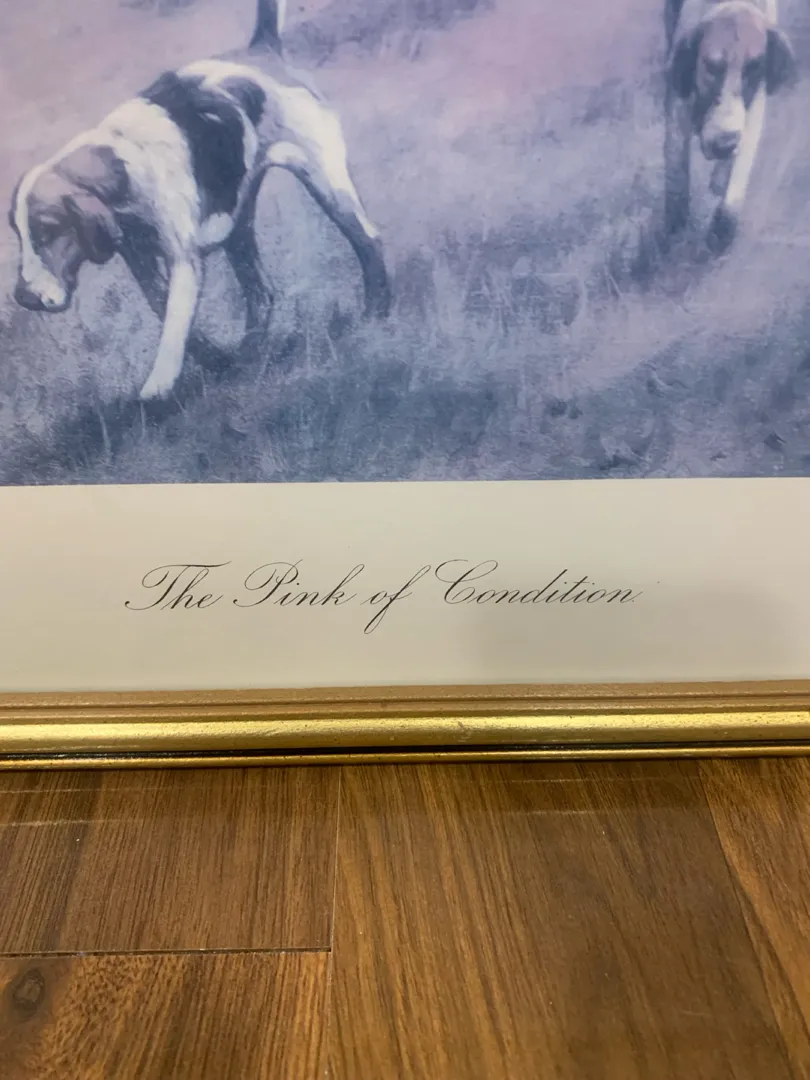 The Pink of Condition.